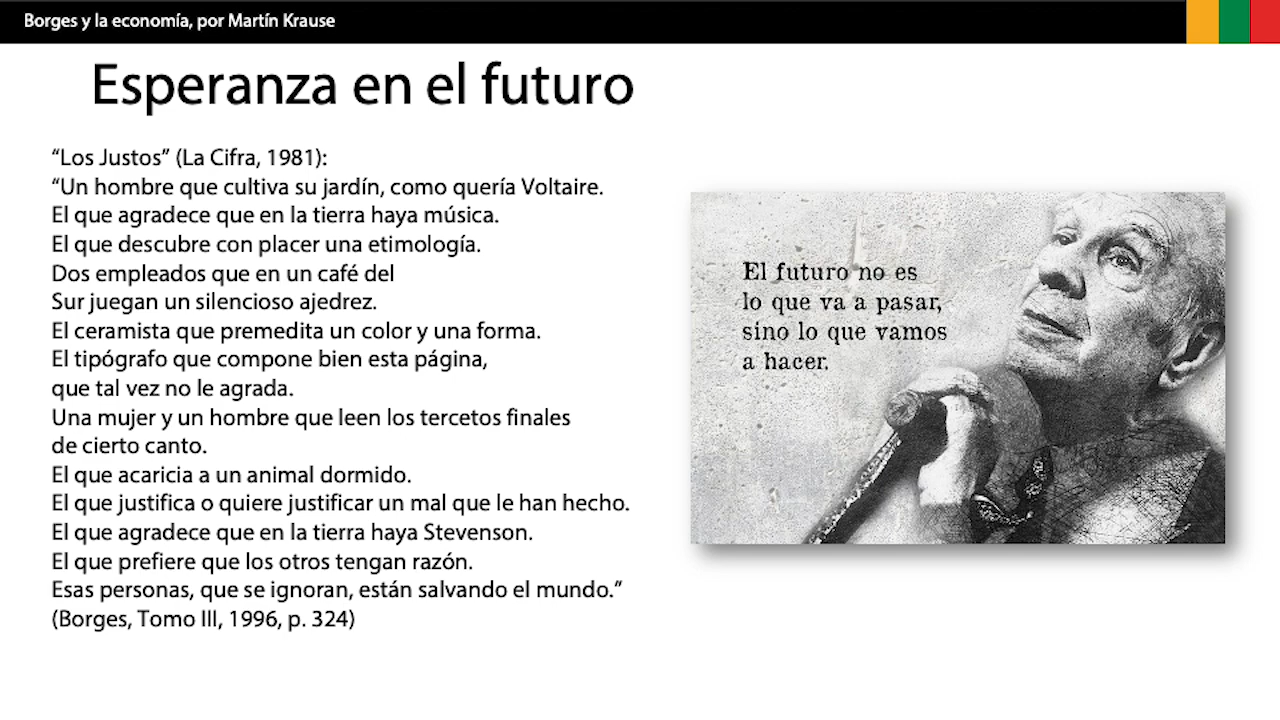 Borges y la economía, por Martín Krause
Esperanza en el futuro
“Los Justos” (La Cifra, 1981):
“Un hombre que cultiva su jardín, como quería Voltaire.
El que agradece que en la tierra haya música.
El que descubre con placer una etimología.
Dos empleados que en un café del
Sur juegan un silencioso ajedrez.
El ceramista que premedita un color y una forma.
El tipógrafo que compone bien esta página,
que tal vez no le agrada.
Una mujer y un hombre que leen los tercetos finales
de cierto canto.
El que acaricia a un animal dormido.
El que justifica o quiere justificar un mal que le han hecho.
El que agradece que en la tierra haya Stevenson.
El que prefiere que los otros tengan razón.
Esas personas, que se ignoran, están salvando el mundo.”
(Borges, Tomo III, 1996, p. 324)
El futuro no es
lo que va a pasar,
sino lo que vamos
a hacer.